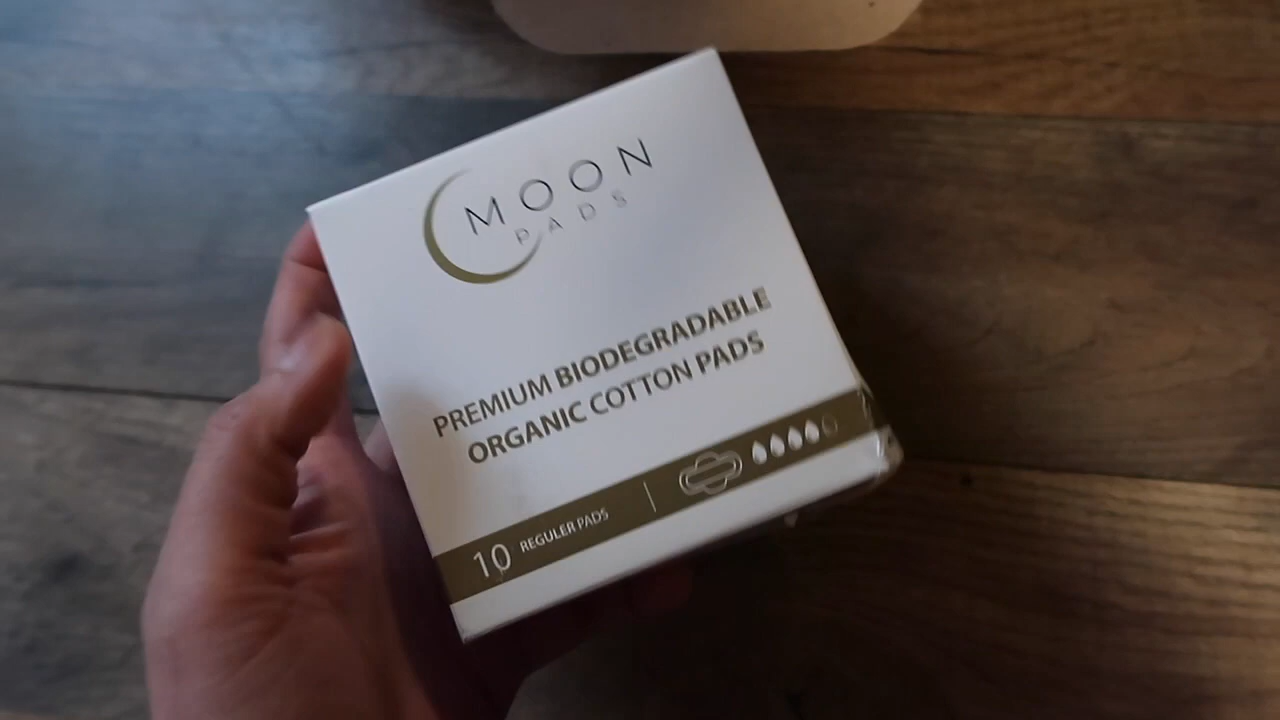 MOON
PADS
PREMIUM BIODEGRADABLE
ORGANIC COTTON PADS
10 REGULER PADS